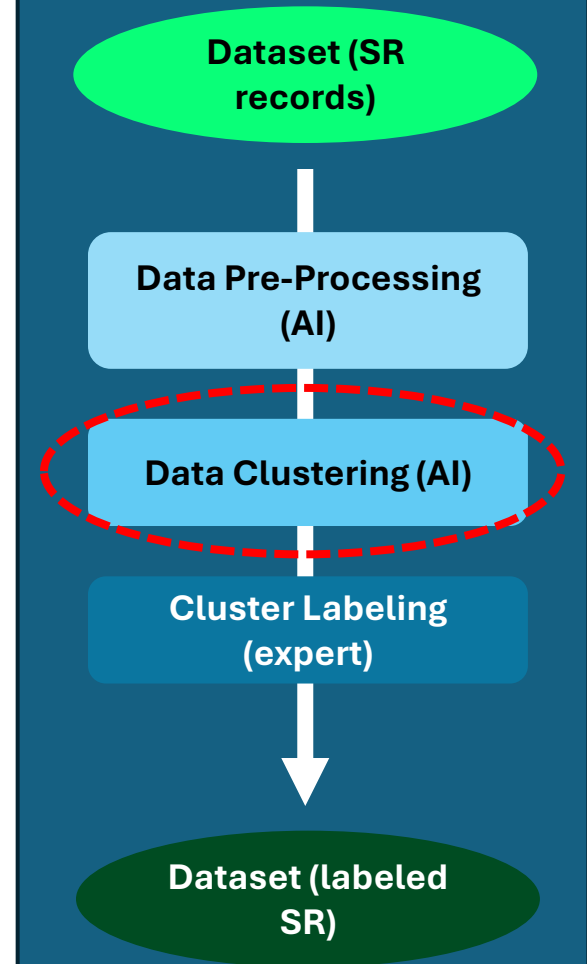 Dataset (SR
records)
Data Pre-Processing
(AI)
Data Clustering (AI)
Cluster Labeling
(expert)
Dataset (labeled
SR)